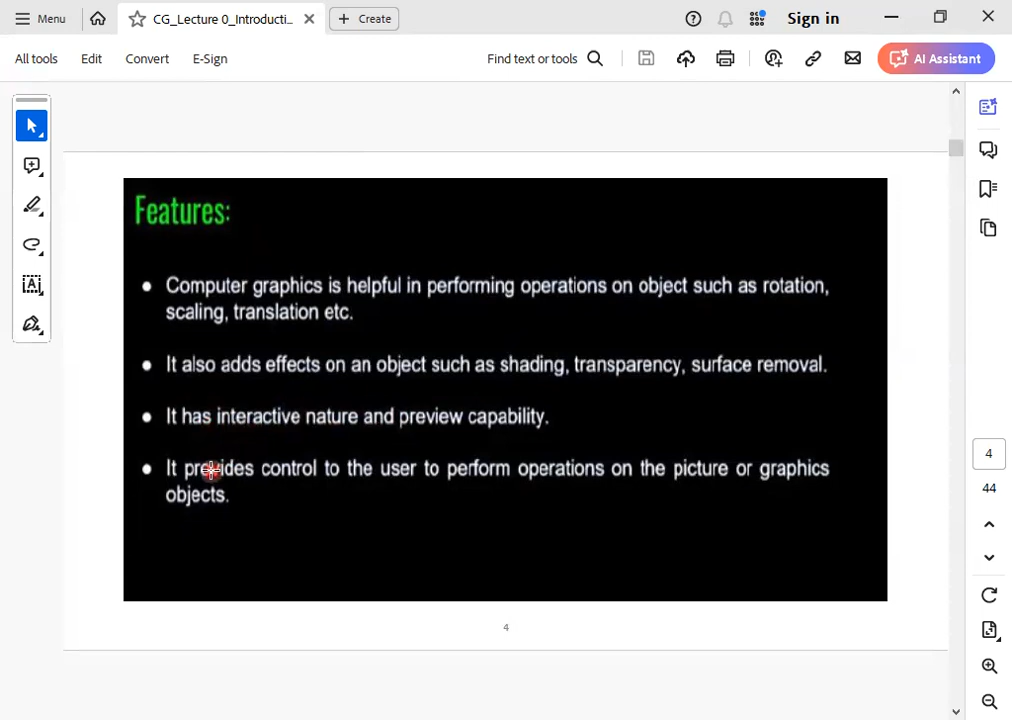 Menu
CG_Lecture 0_Introducti...
Create
Sign in
All tools
Edit
Convert
E-Sign
Find text or tools
AI Assistant
Features:
Computer graphics is helpful in performing operations on object such as rotation,
scaling, translation etc.
It also adds effects on an object such as shading, transparency, surface removal.
It has interactive nature and preview capability.
It provides control to the user to perform operations on the picture or graphics
objects.
4
4
44